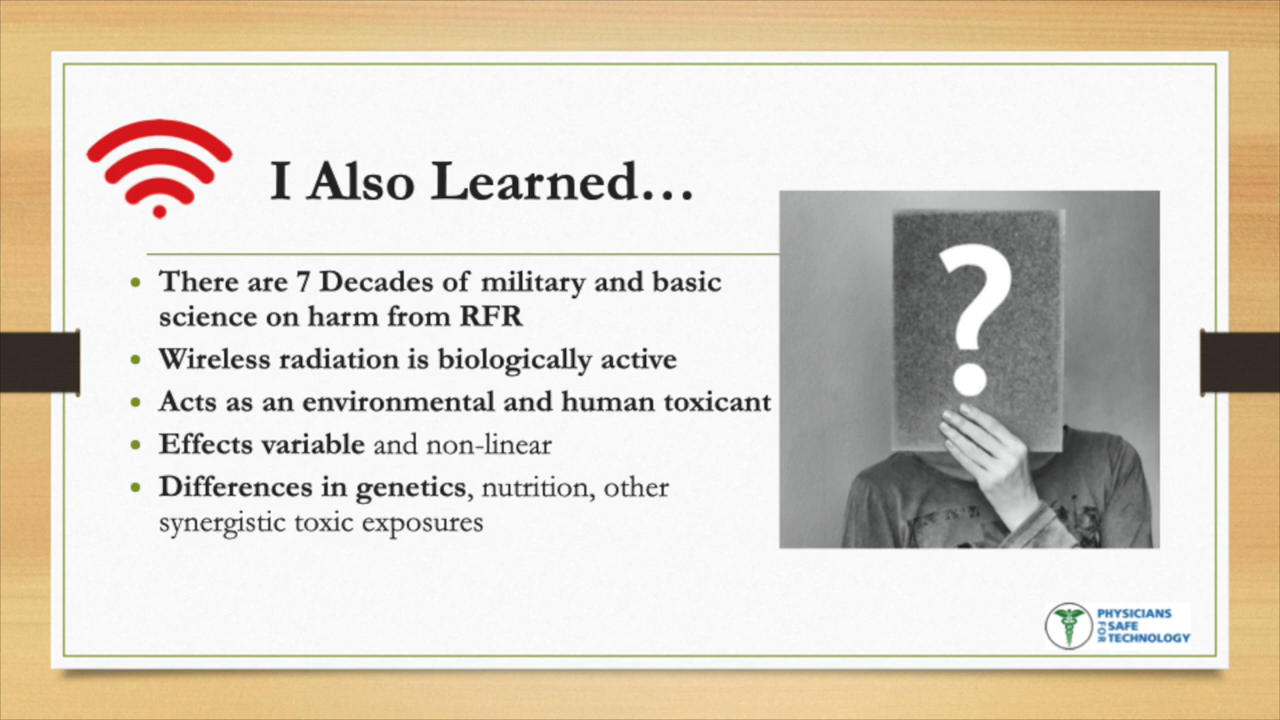 I Also Learned...
• There are 7 Decades of military and basic
science on harm from RFR
• Wireless radiation is biologically active
• Acts as an environmental and human toxicant
• Effects variable and non-linear
• Differences in genetics, nutrition, other
synergistic toxic exposures
?
PHYSICIANS
FOR SAFE
TECHNOLOGY